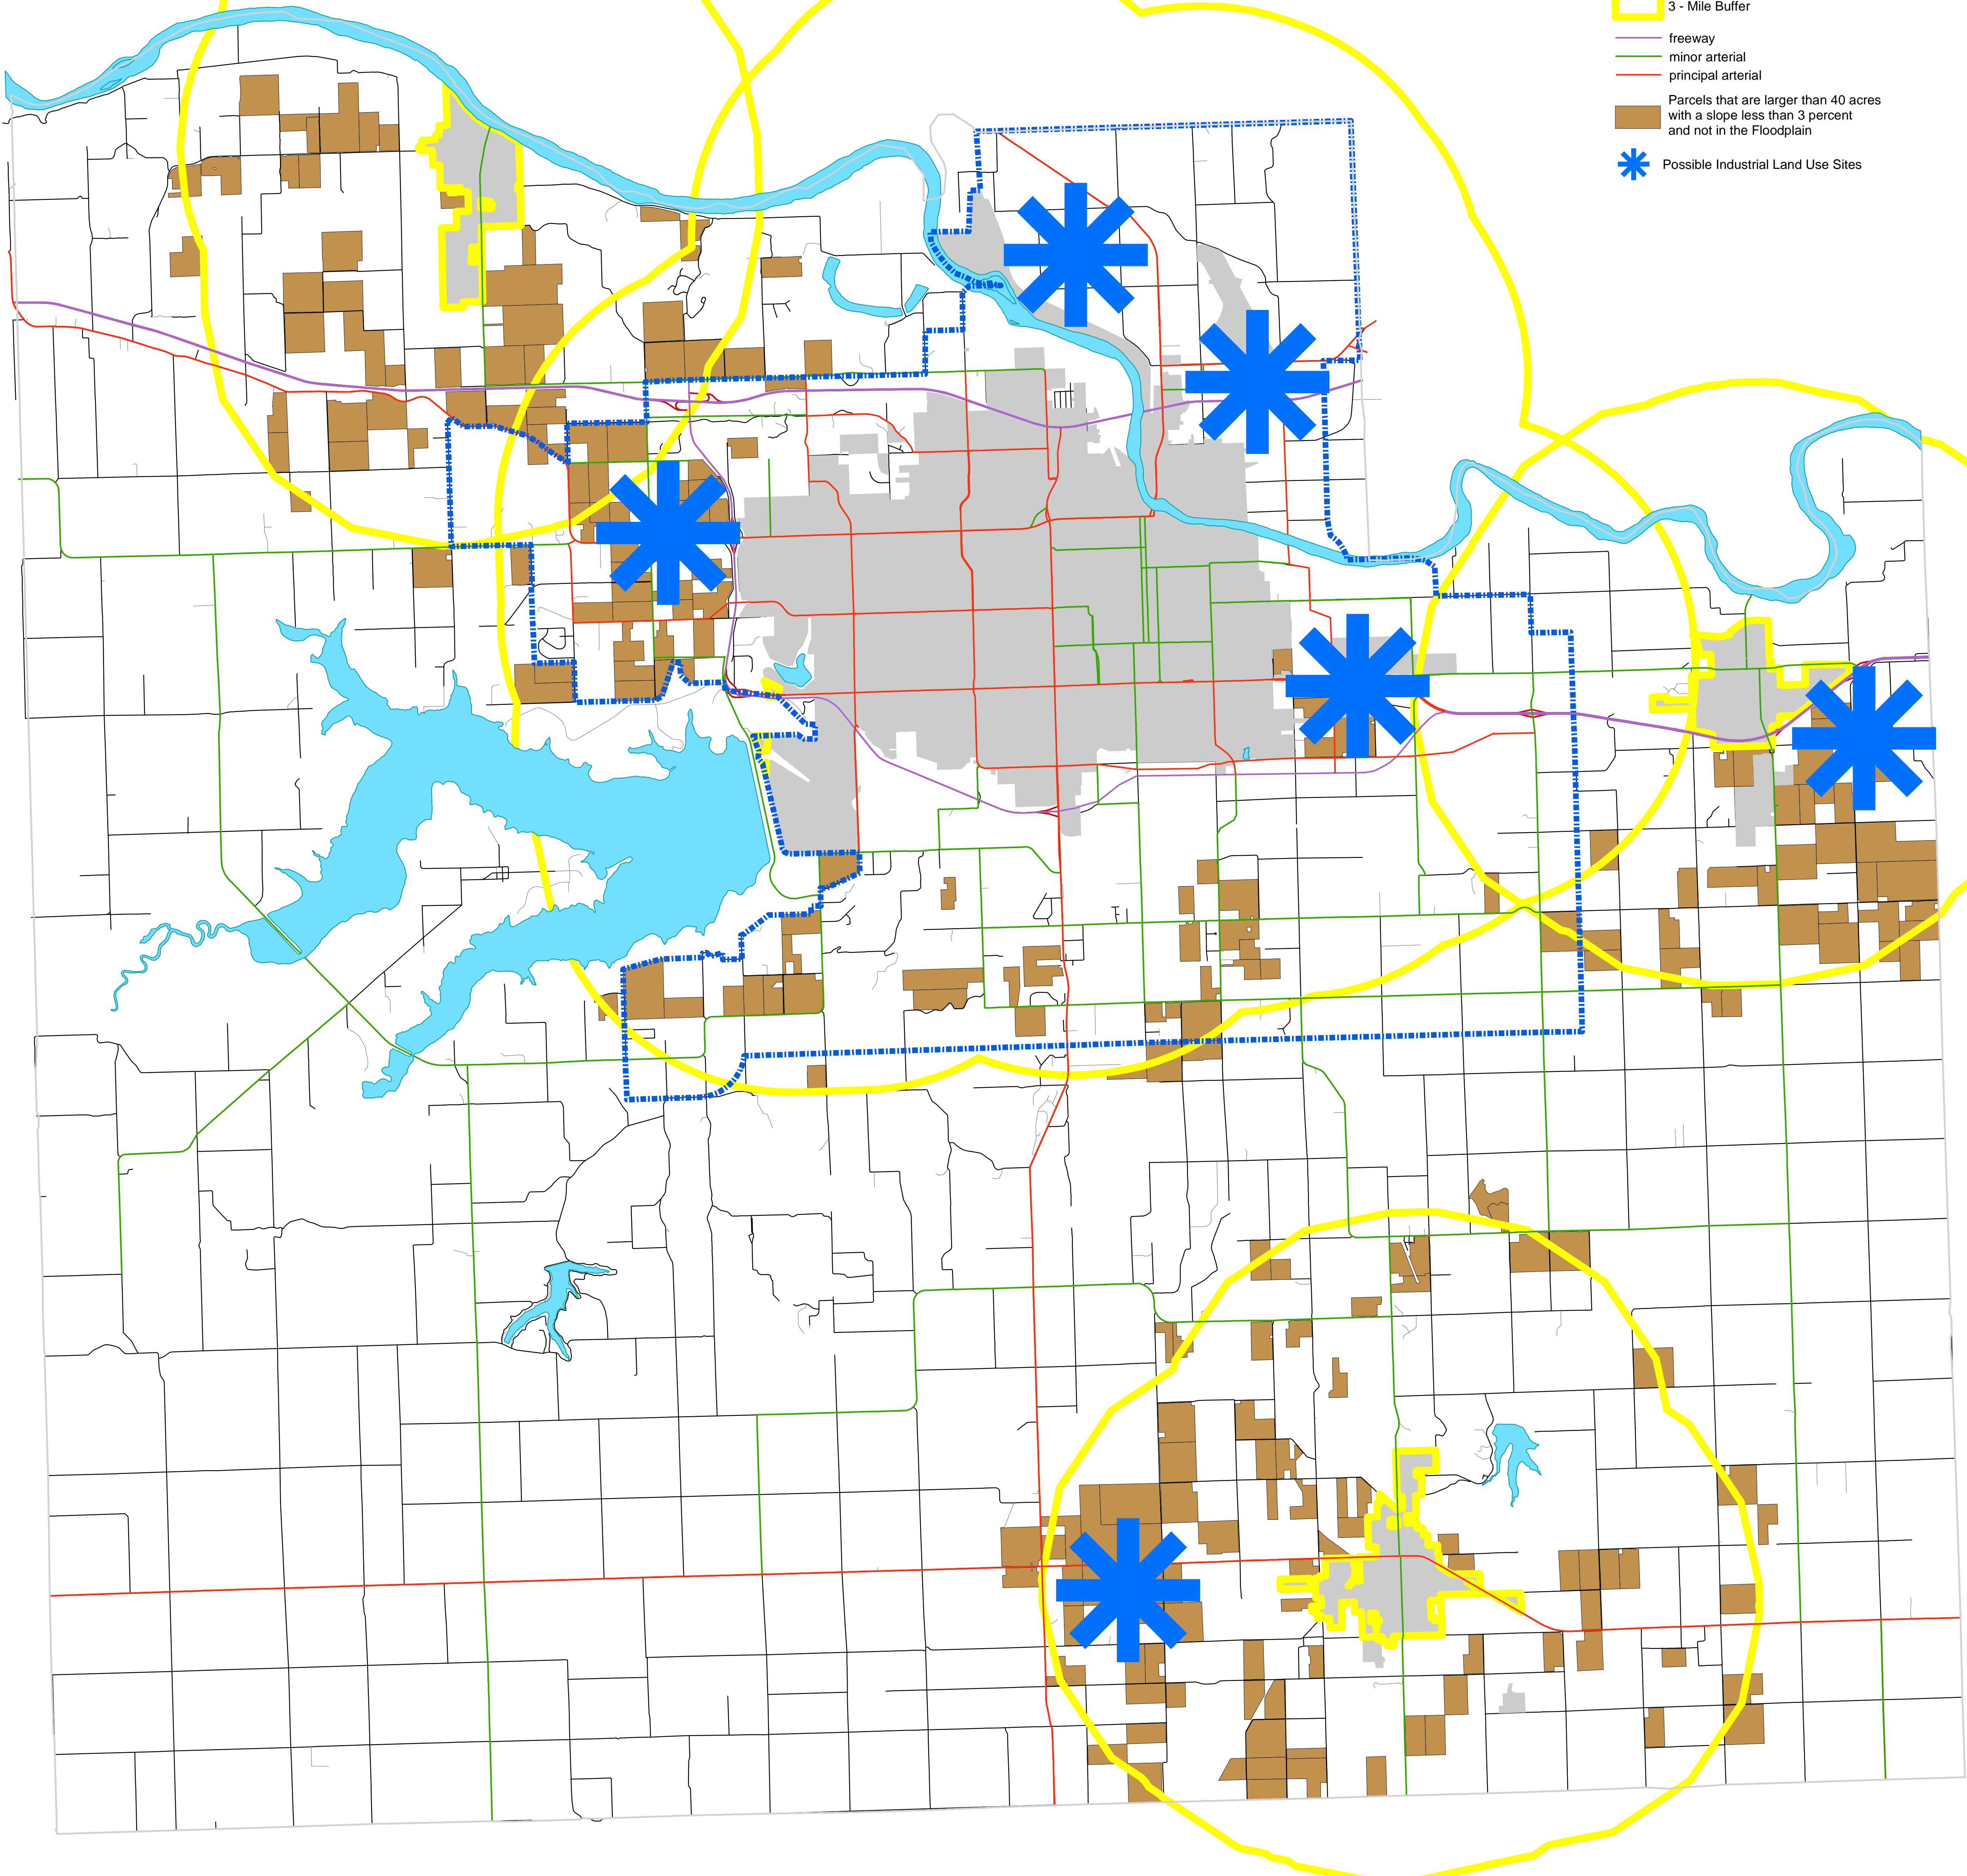 3 - Mile Buffer
freeway
minor arterial
principal arterial
Parcels that are larger than 40 acres
with a slope less than 3 percent
and not in the Floodplain
Possible Industrial Land Use Sites